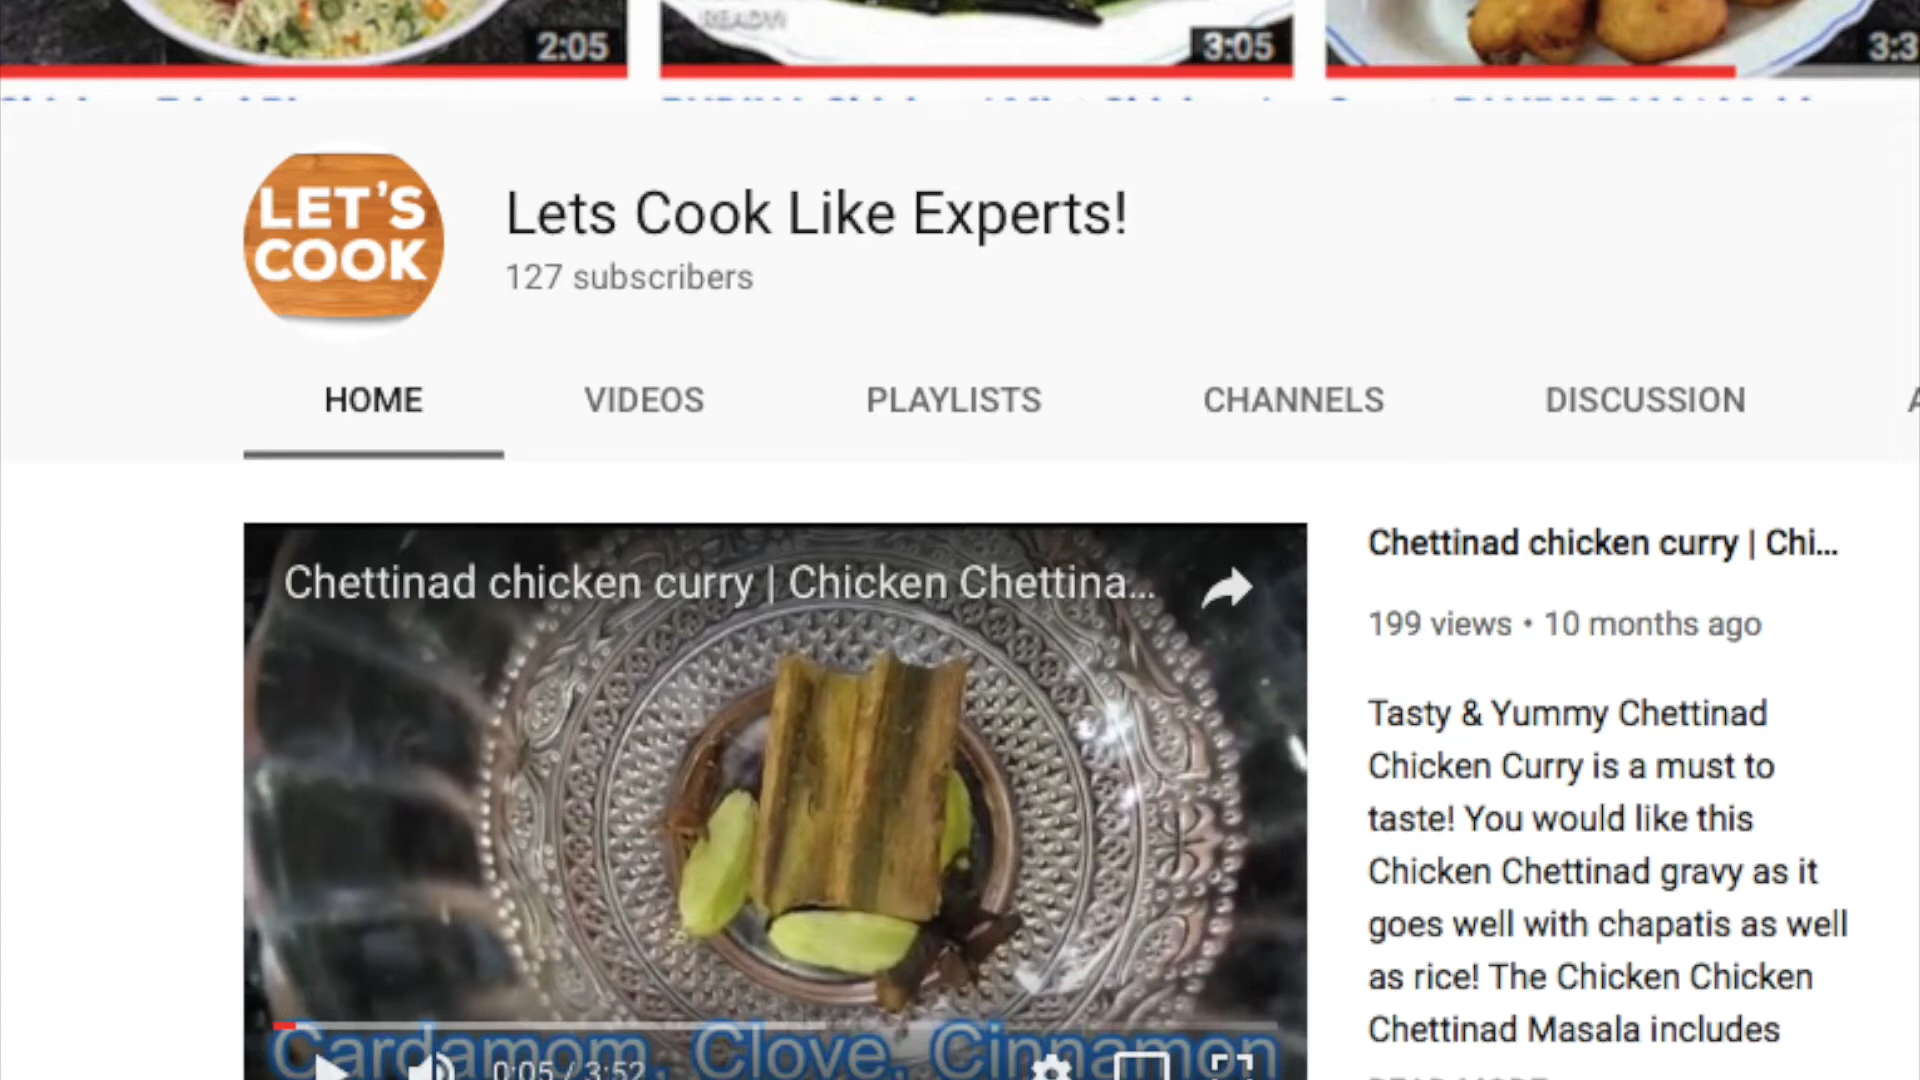 READY!
2:05
3:05
LET'S
COOK
Lets Cook Like Experts!
127 subscribers
HOME
VIDEOS
PLAYLISTS
CHANNELS
DISCUSSION
Chettinad chicken curry | Chicken Chettina...
Cardamom, Clove, Cinnamon
0:05 / 3:52
Chettinad chicken curry | Chi...
199 views • 10 months ago
Tasty & Yummy Chettinad
Chicken Curry is a must to
taste! You would like this
Chicken Chettinad gravy as it
goes well with chapatis as well
as rice! The Chicken Chicken
Chettinad Masala includes